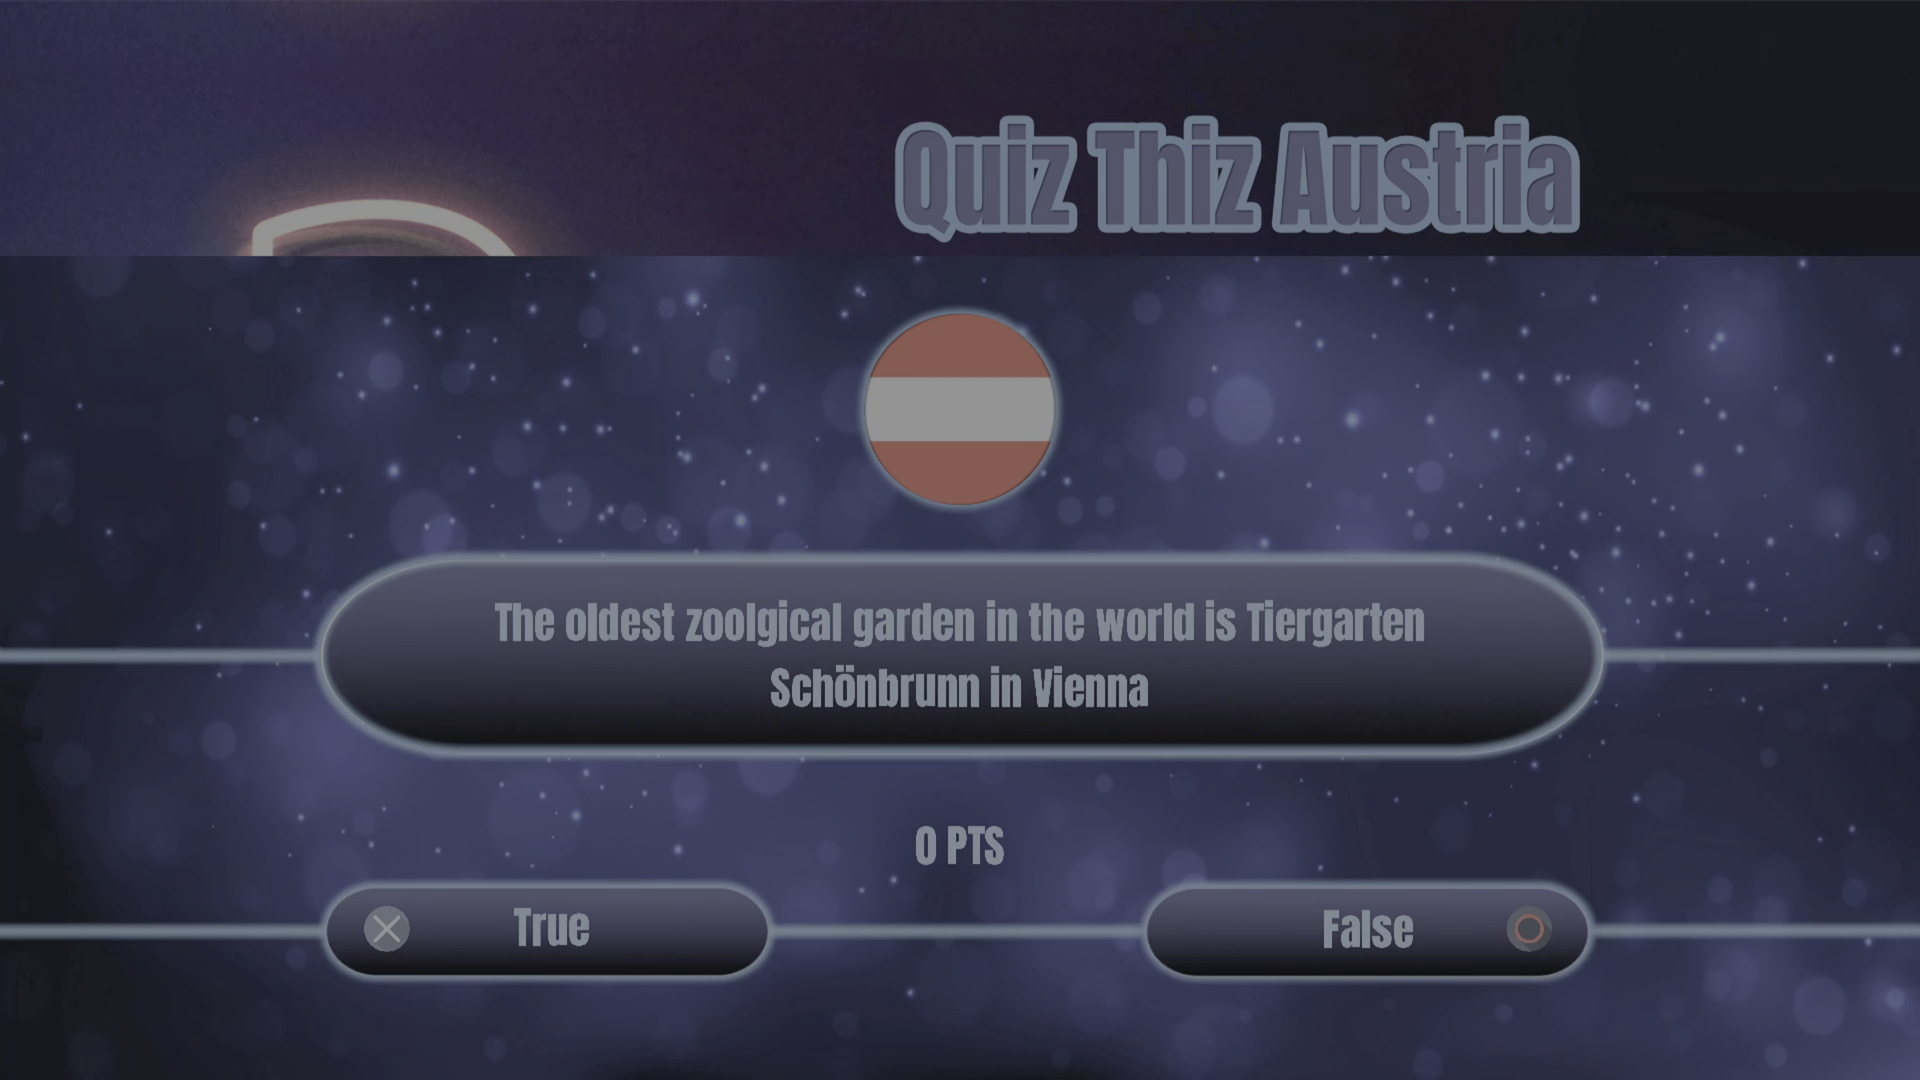 Quiz Thiz Austria
The oldest zoolgical garden in the world is Tiergarten
Schönbrunn in Vienna
0 PTS
True
False